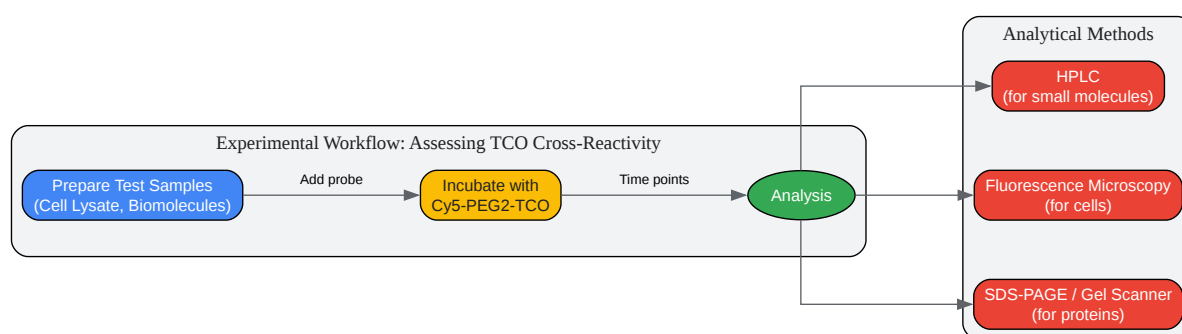 Analytical Methods
HPLC
(for small molecules)
Experimental Workflow: Assessing TCO Cross-Reactivity
Prepare Test Samples
(Cell Lysate, Biomolecules)
Add probe
Incubate with
Cy5-PEG2-TCO
Time points
Analysis
Fluorescence Microscopy
(for cells)
SDS-PAGE / Gel Scanner
(for proteins)